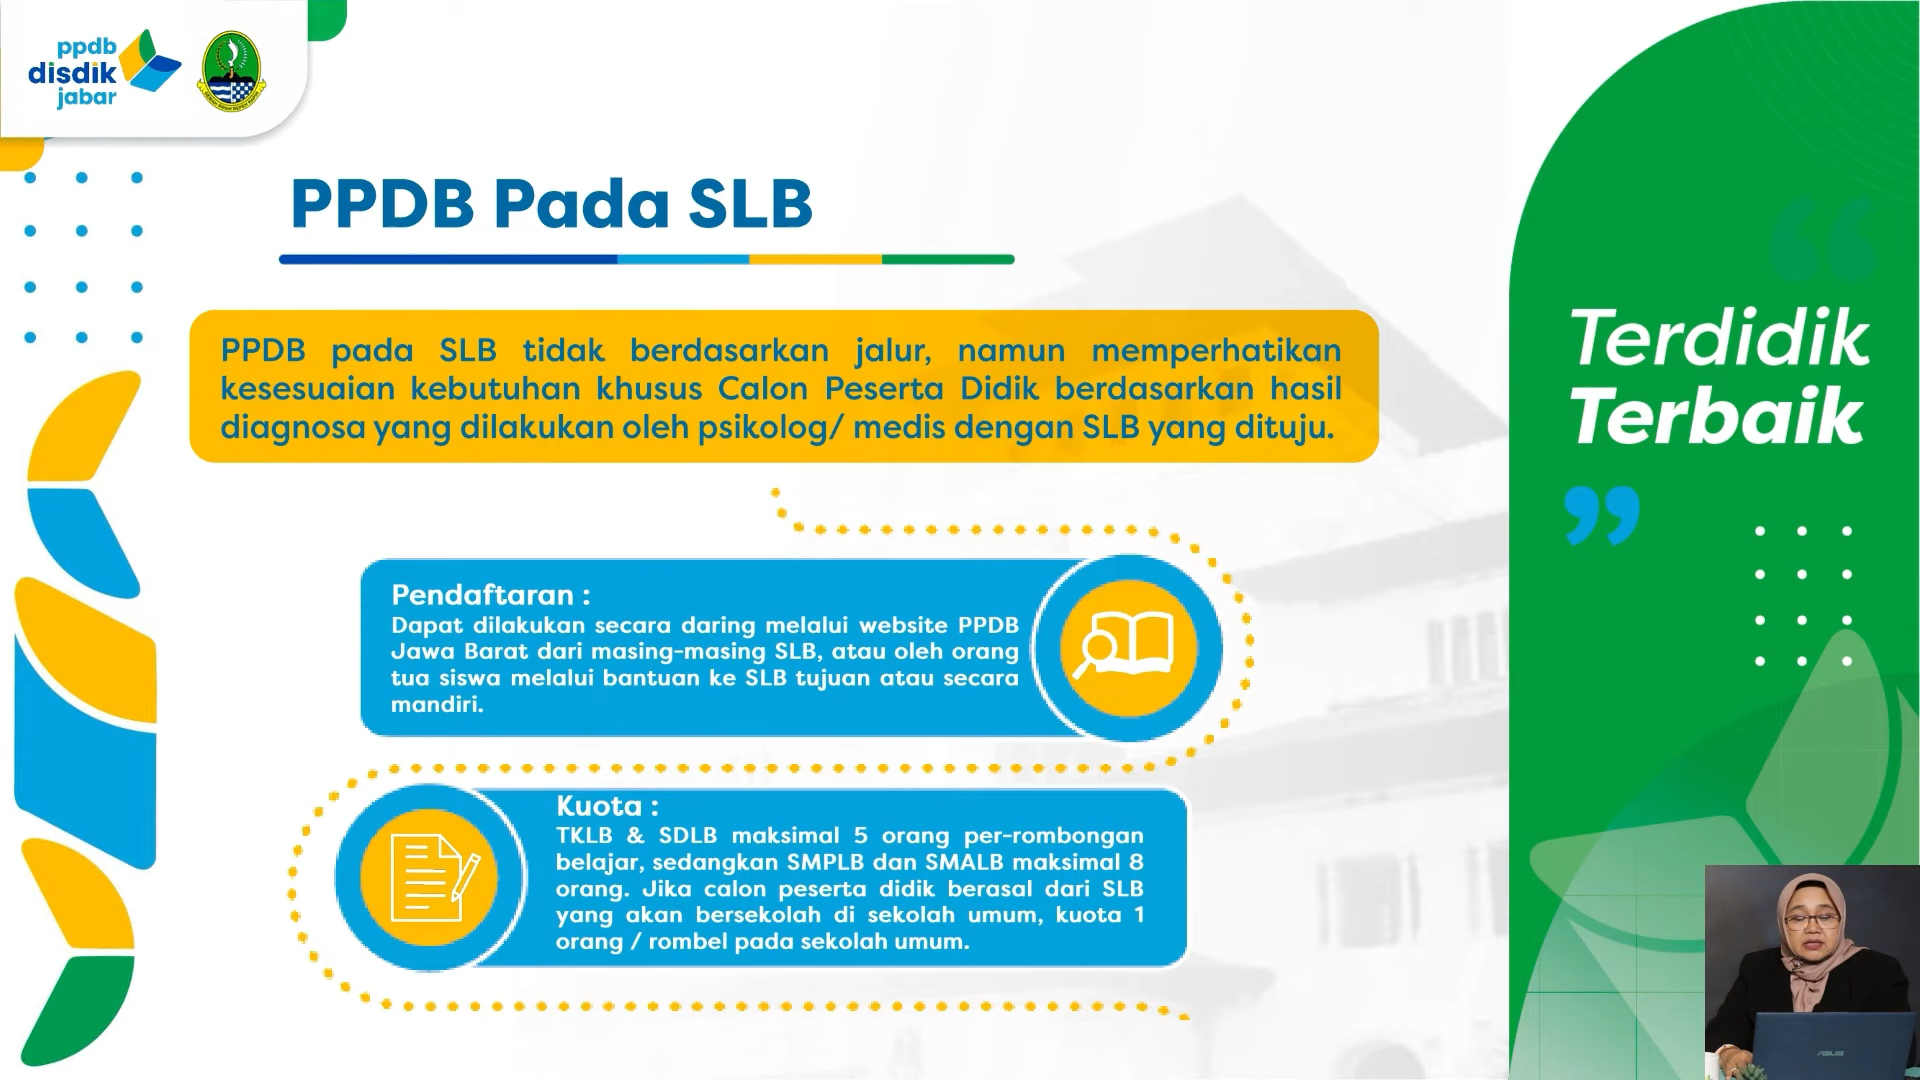 ppdb
disdik
jabar
PPDB Pada SLB
PPDB pada SLB tidak berdasarkan jalur, namun memperhatikan
kesesuaian kebutuhan khusus Calon Peserta Didik berdasarkan hasil
diagnosa yang dilakukan oleh psikolog/ medis dengan SLB yang dituju.
Pendaftaran :
Dapat dilakukan secara daring melalui website PPDB
Jawa Barat dari masing-masing SLB, atau oleh orang
tua siswa melalui bantuan ke SLB tujuan atau secara
mandiri.
Kuota :
TKLB & SDLB maksimal 5 orang per-rombongan
belajar, sedangkan SMPLB dan SMALB maksimal 8
orang. Jika calon peserta didik berasal dari SLB
yang akan bersekolah di sekolah umum, kuota 1
orang / rombel pada sekolah umum.
“
Terdidik
Terbaik
”
ASUS